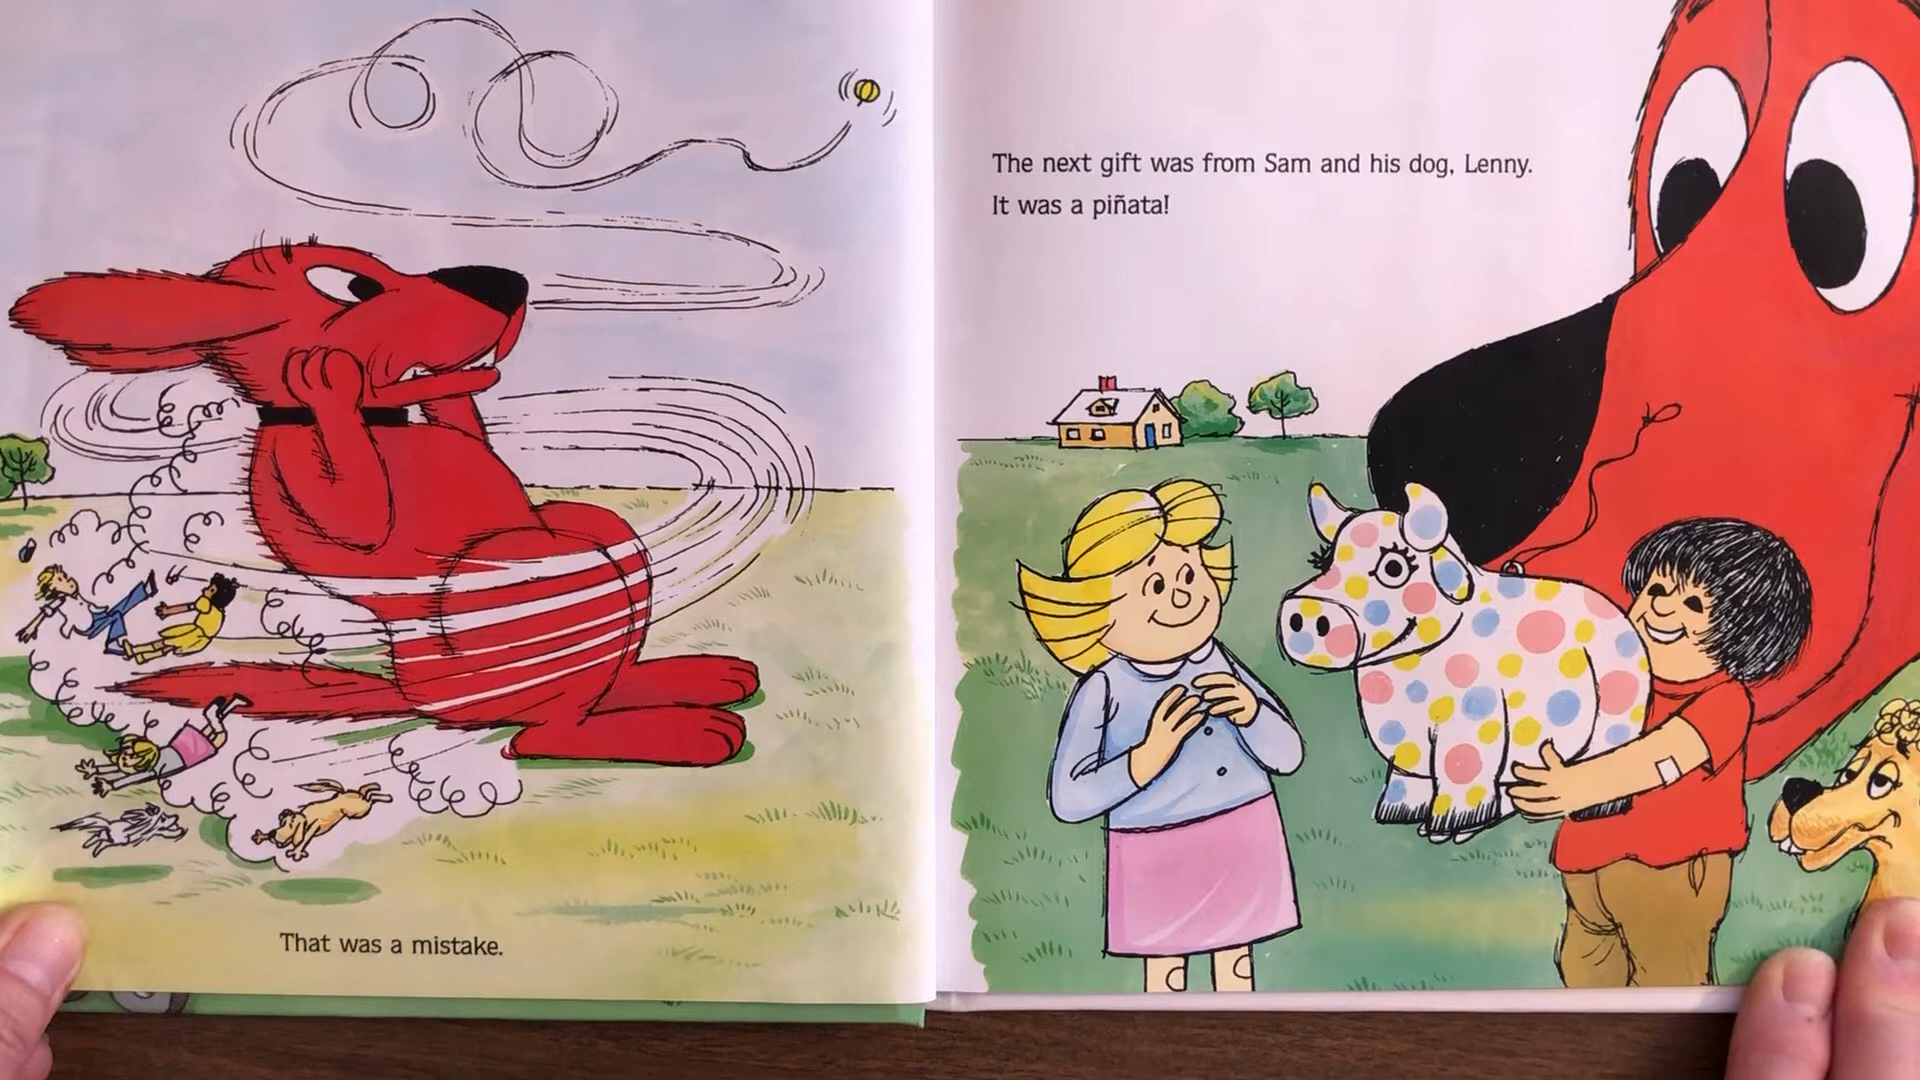 That was a mistake.
The next gift was from Sam and his dog, Lenny.
It was a piñata!